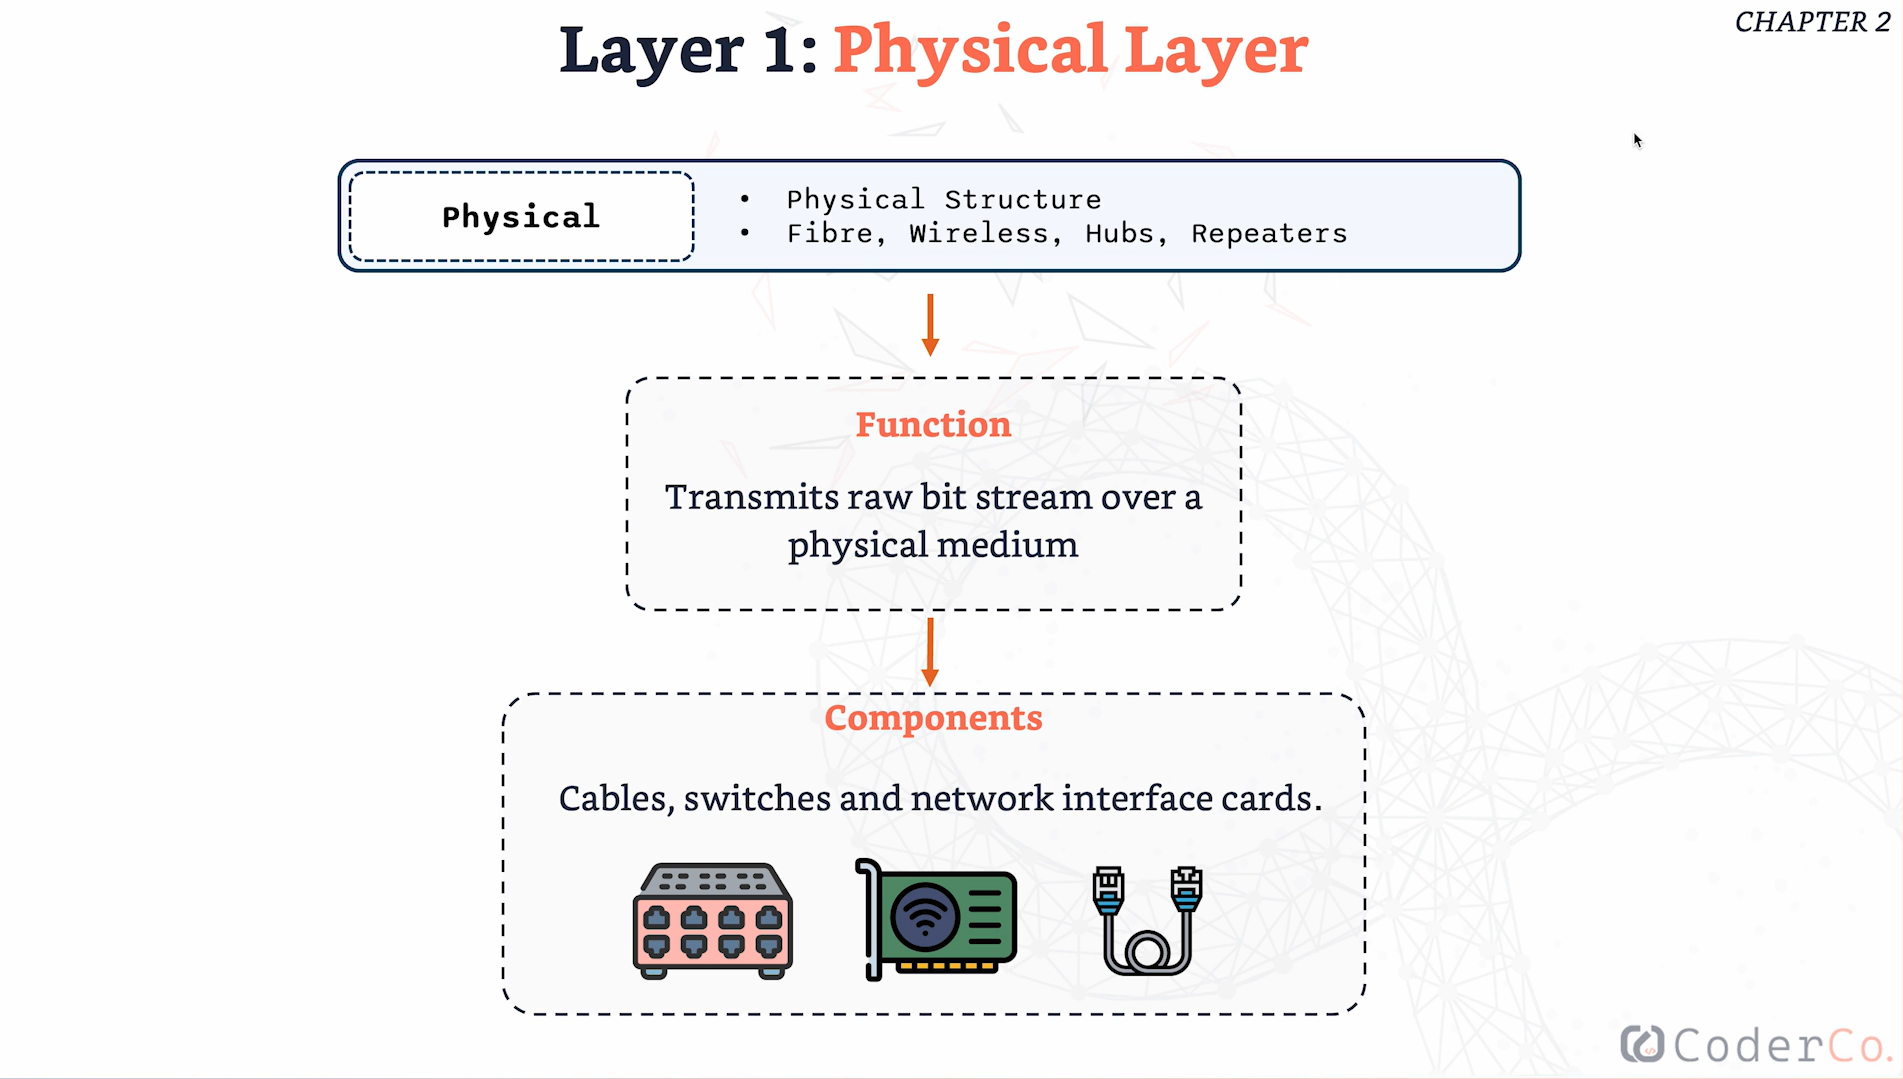 CHAPTER 2
Layer 1: Physical Layer
Physical
• Physical Structure
• Fibre, Wireless, Hubs, Repeaters
Function
Transmits raw bit stream over a
physical medium
Components
Cables, switches and network interface cards.
CoderCo.